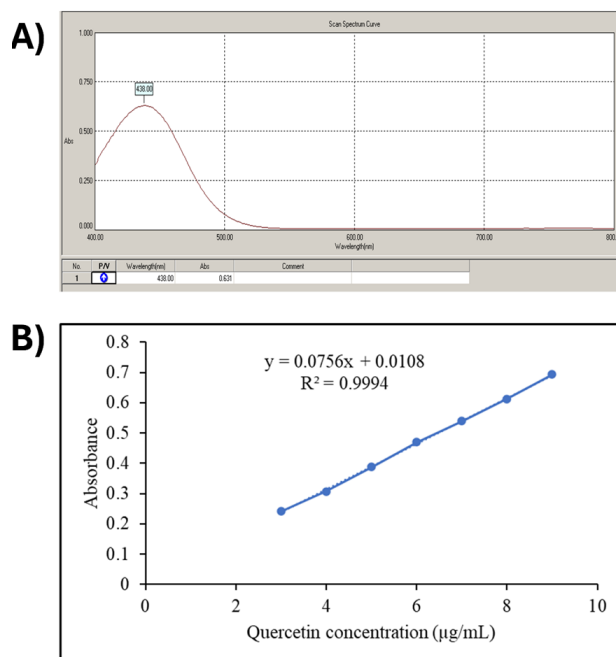 A)
Scan Spectrum Curve
1.000
0.750
438.00
0.500
Abs
0.250
0.000
400.00 500.00 600.00 700.00 800.
Wavelength(nm)
No. P/V Wavelength(nm) Abs Comment
1 438.00 0.631
B)
0.8
y = 0.0756x + 0.0108
0.7
R² = 0.9994
0.6
0.5
Absorbance
0.4
0.3
0.2
0.1
0
0 2 4 6 8 10
Quercetin concentration (µg/mL)